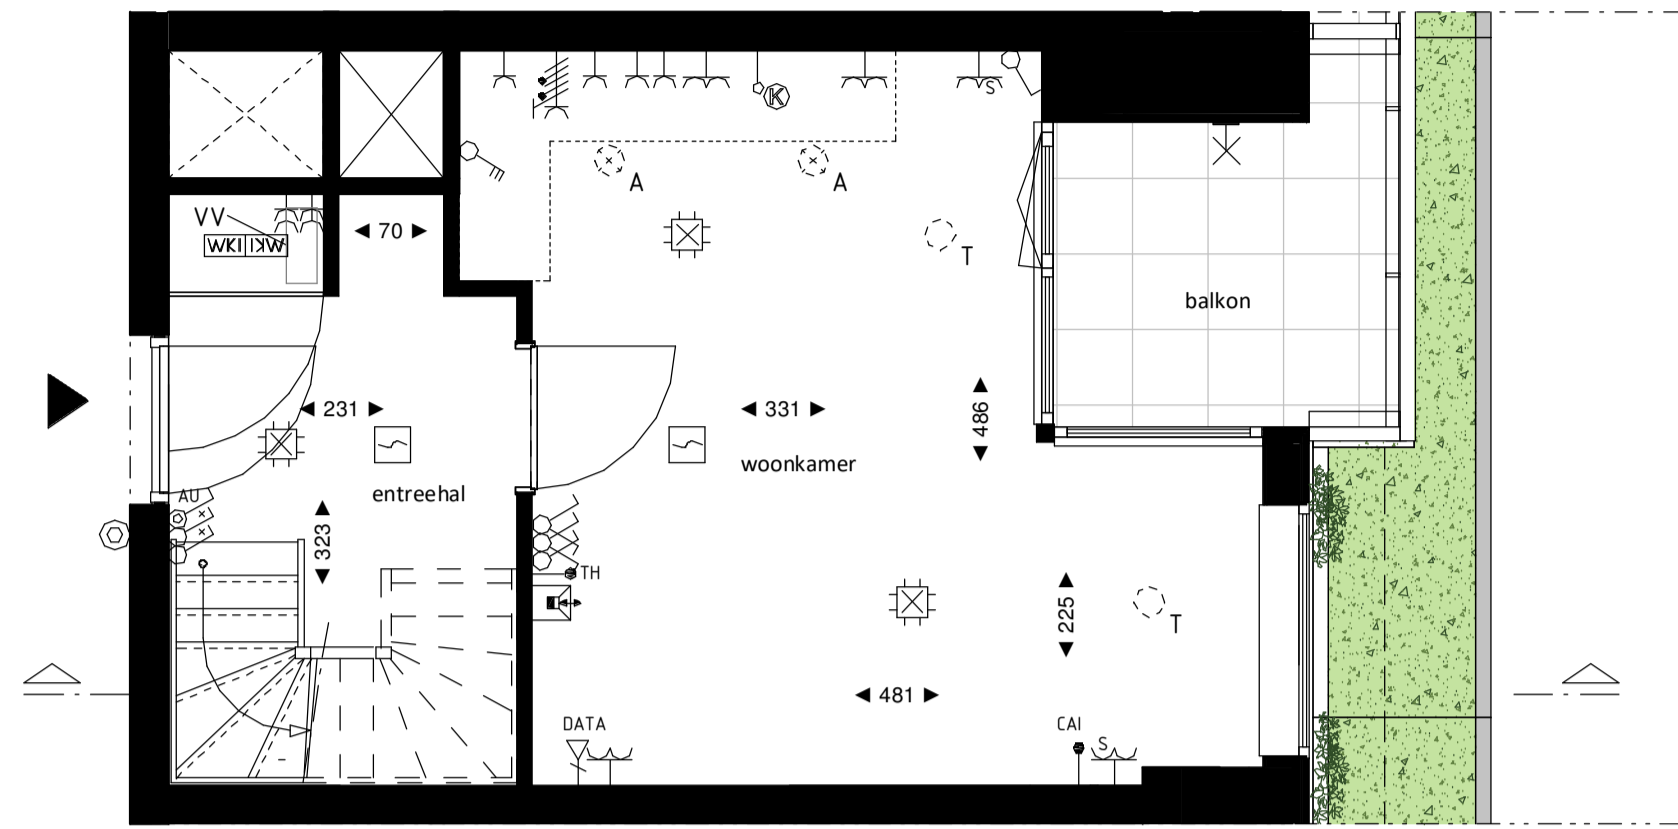 K
S
A
A
VV
WKI WKI
70
T
balkon
231
331
486
woonkamer
entreehal
AU
323
TH
225
T
481
DATA
CAI
S